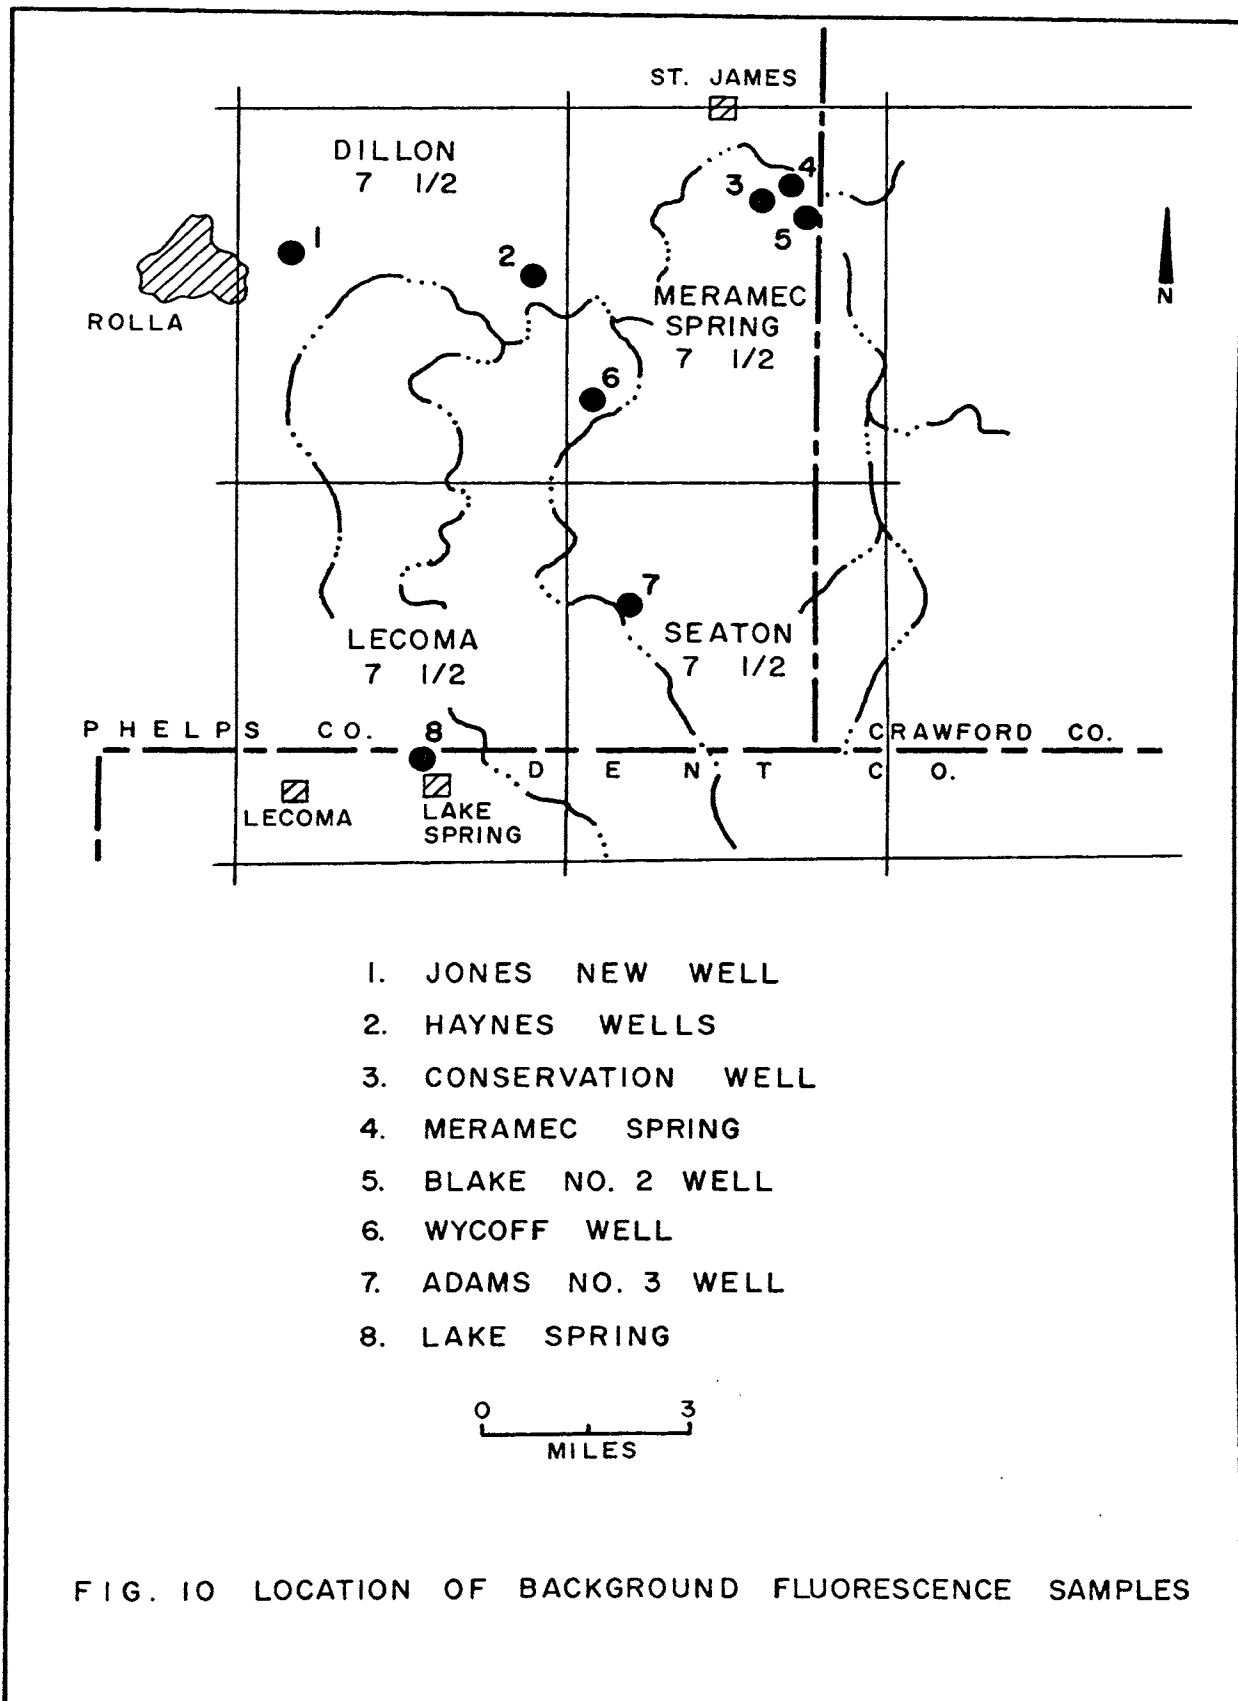 ST. JAMES
DILLON
7 1/2
4
3
5
1
2
N
ROLLA
MERAMEC
SPRING
7 1/2
6
7
LECOMA
7 1/2
SEATON
7 1/2
PHELPS CO.
8
CRAWFORD CO.
DENT CO.
LECOMA
LAKE
SPRING
1. JONES NEW WELL
2. HAYNES WELLS
3. CONSERVATION WELL
4. MERAMEC SPRING
5. BLAKE NO. 2 WELL
6. WYCOFF WELL
7. ADAMS NO. 3 WELL
8. LAKE SPRING
0 3
MILES
FIG. 10 LOCATION OF BACKGROUND FLUORESCENCE SAMPLES